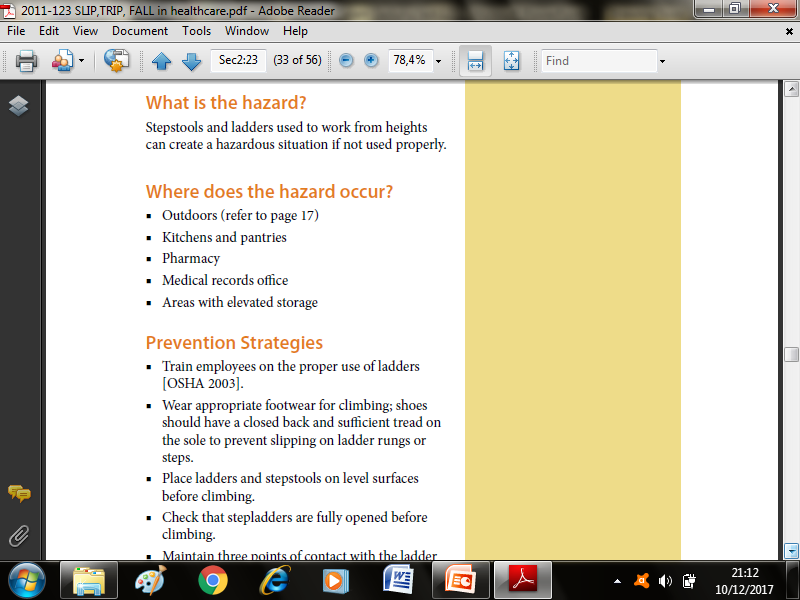 2011-123 SLIP,TRIP, FALL in healthcare.pdf - Adobe Reader
File Edit View Document Tools Window Help
Sec2:23 (33 of 56) 78,4% Find
What is the hazard?
Stepstools and ladders used to work from heights
can create a hazardous situation if not used properly.
Where does the hazard occur?
▪ Outdoors (refer to page 17)
▪ Kitchens and pantries
▪ Pharmacy
▪ Medical records office
▪ Areas with elevated storage
Prevention Strategies
▪ Train employees on the proper use of ladders
[OSHA 2003].
▪ Wear appropriate footwear for climbing; shoes
should have a closed back and sufficient tread on
the sole to prevent slipping on ladder rungs or
steps.
▪ Place ladders and stepstools on level surfaces
before climbing.
▪ Check that stepladders are fully opened before
climbing.
▪ Maintain three points of contact with the ladder
21:12
10/12/2017